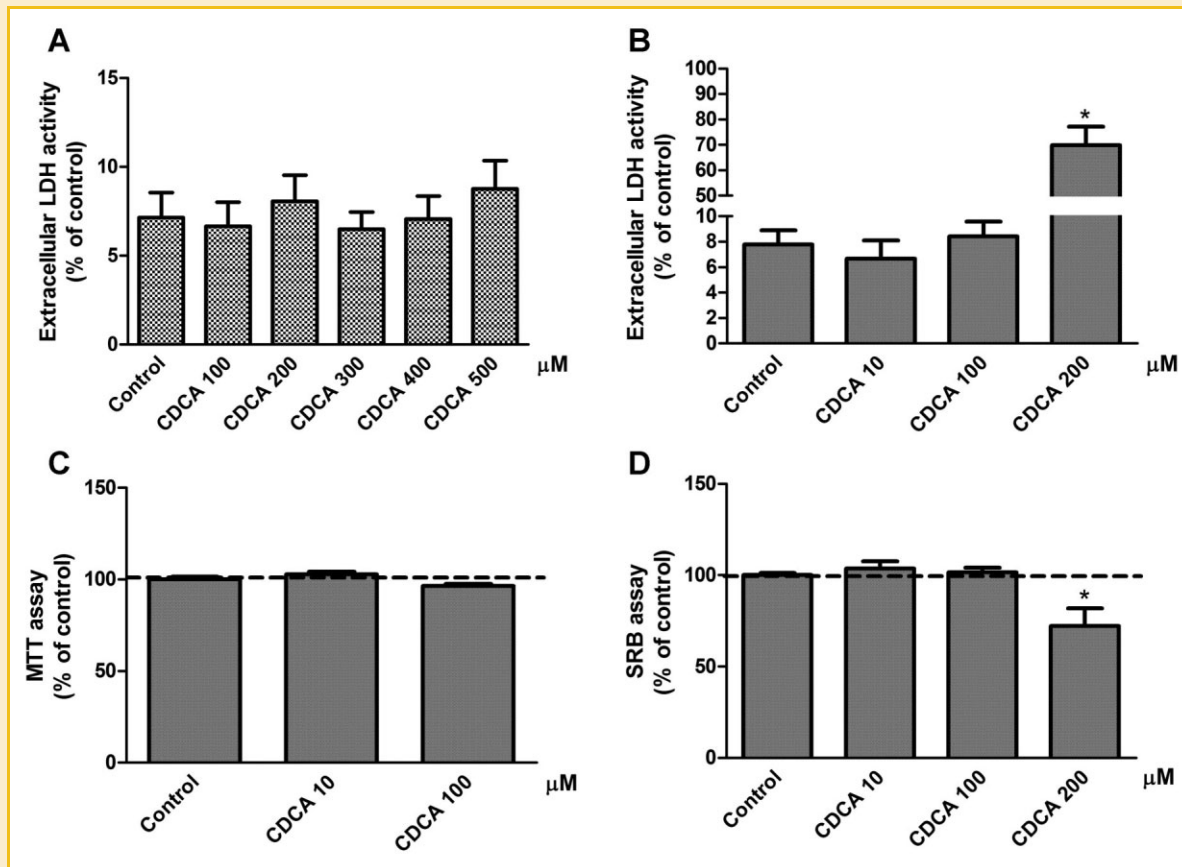 A
Extracellular LDH activity
(% of control)
15
10
5
0
Control
CDCA 100
CDCA 200
CDCA 300
CDCA 400
CDCA 500
μM
B
Extracellular LDH activity
(% of control)
100
90
80
70
60
50
10
8
6
4
2
0
*
Control
CDCA 10
CDCA 100
CDCA 200
μM
C
MTT assay
(% of control)
150
100
50
0
Control
CDCA 10
CDCA 100
μM
D
SRB assay
(% of control)
150
100
50
0
*
Control
CDCA 10
CDCA 100
CDCA 200
μM